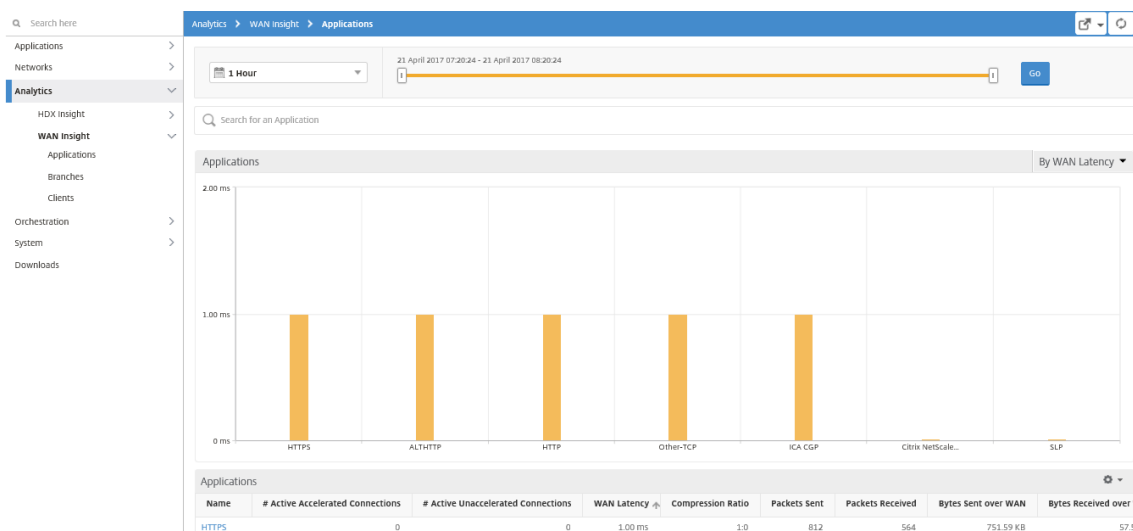 Search here
Applications
Networks
Analytics
HDX Insight
WAN Insight
Applications
Branches
Clients
Orchestration
System
Downloads
Analytics > WAN Insight > Applications
1 Hour
21 April 2017 07:20:24 - 21 April 2017 08:20:24
Go
Search for an Application
Applications By WAN Latency
2.00 ms
1.00 ms
0 ms
HTTPS ALTHTTP HTTP Other-TCP ICA CGP Citrix NetScale... SLP
Applications
Name # Active Accelerated Connections # Active Unaccelerated Connections WAN Latency Compression Ratio Packets Sent Packets Received Bytes Sent over WAN Bytes Received over
HTTPS 0 0 1.00 ms 1:0 812 564 751.59 KB 57.5